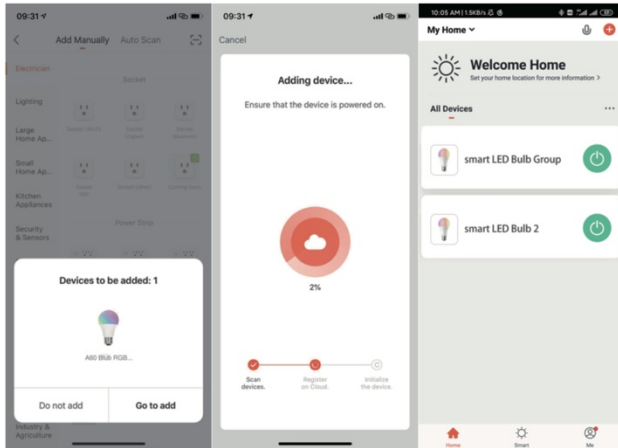 09:31
Add Manually Auto Scan
Electrician
Socket
Lighting
Large
Home Ap...
Small
Home Ap...
Kitchen
Appliances
Power Strip
Security
& Sensors
Devices to be added: 1
A60 Blub RGB...
Do not add
Go to add
Industry &
Agriculture
09:31
Cancel
Adding device...
Ensure that the device is powered on.
2%
Scan
devices.
Register
on Cloud.
Initialize
the device.
10:05 AM | 1.5KB/s
My Home
Welcome Home
Set your home location for more information >
All Devices
smart LED Bulb Group
smart LED Bulb 2
Home
Smart
Me